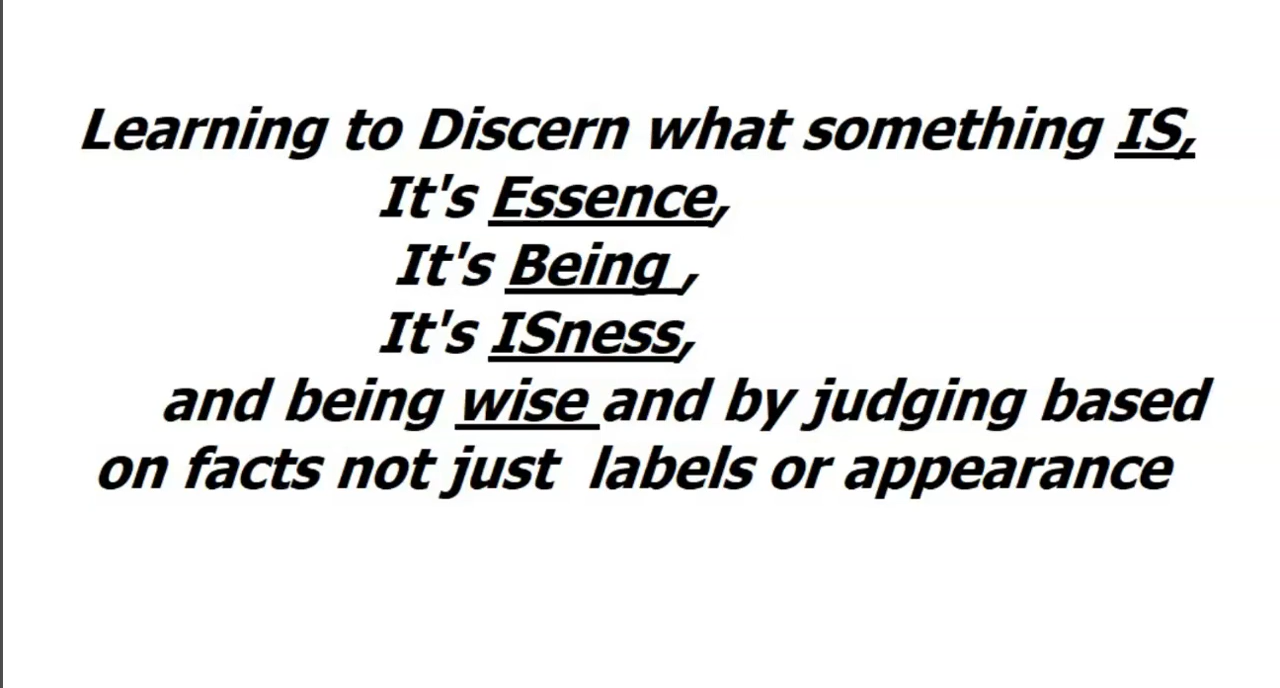 Learning to Discern what something IS,
It's Essence,
It's Being ,
It's ISness,
and being wise and by judging based
on facts not just  labels or appearance